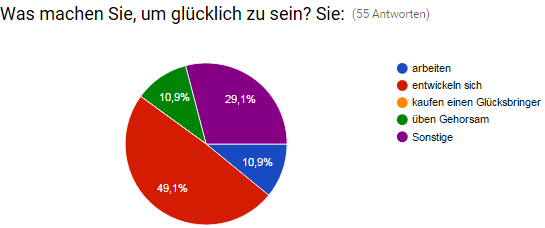 Was machen Sie, um glücklich zu sein? Sie: (55 Antworten)
arbeiten
entwickeln sich
kaufen einen Glücksbringer
üben Gehorsam
Sonstige
10,9%
29,1%
10,9%
49,1%